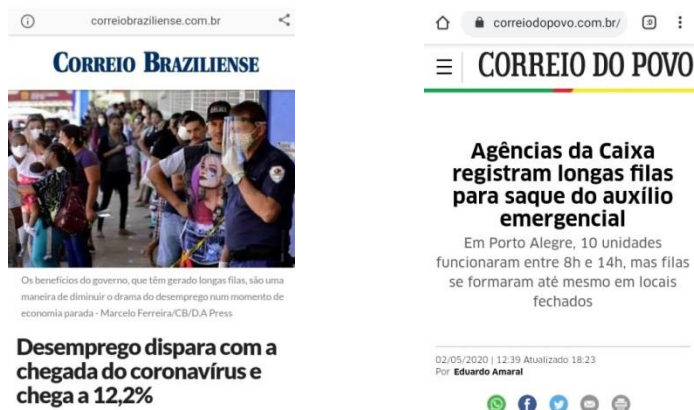 correiobraziliense.com.br
CORREIO BRAZILIENSE
Os benefícios do governo, que têm gerado longas filas, são uma
maneira de diminuir o drama do desemprego num momento de
economia parada - Marcelo Ferreira/CB/D.A Press
Desemprego dispara com a
chegada do coronavírus e
chega a 12,2%
correiodopovo.com.br/
:D
CORREIO DO POVO
Agências da Caixa
registram longas filas
para saque do auxílio
emergencial
Em Porto Alegre, 10 unidades
funcionaram entre 8h e 14h, mas filas
se formaram até mesmo em locais
fechados
02/05/2020 | 12:39 Atualizado 18:23
Por Eduardo Amaral